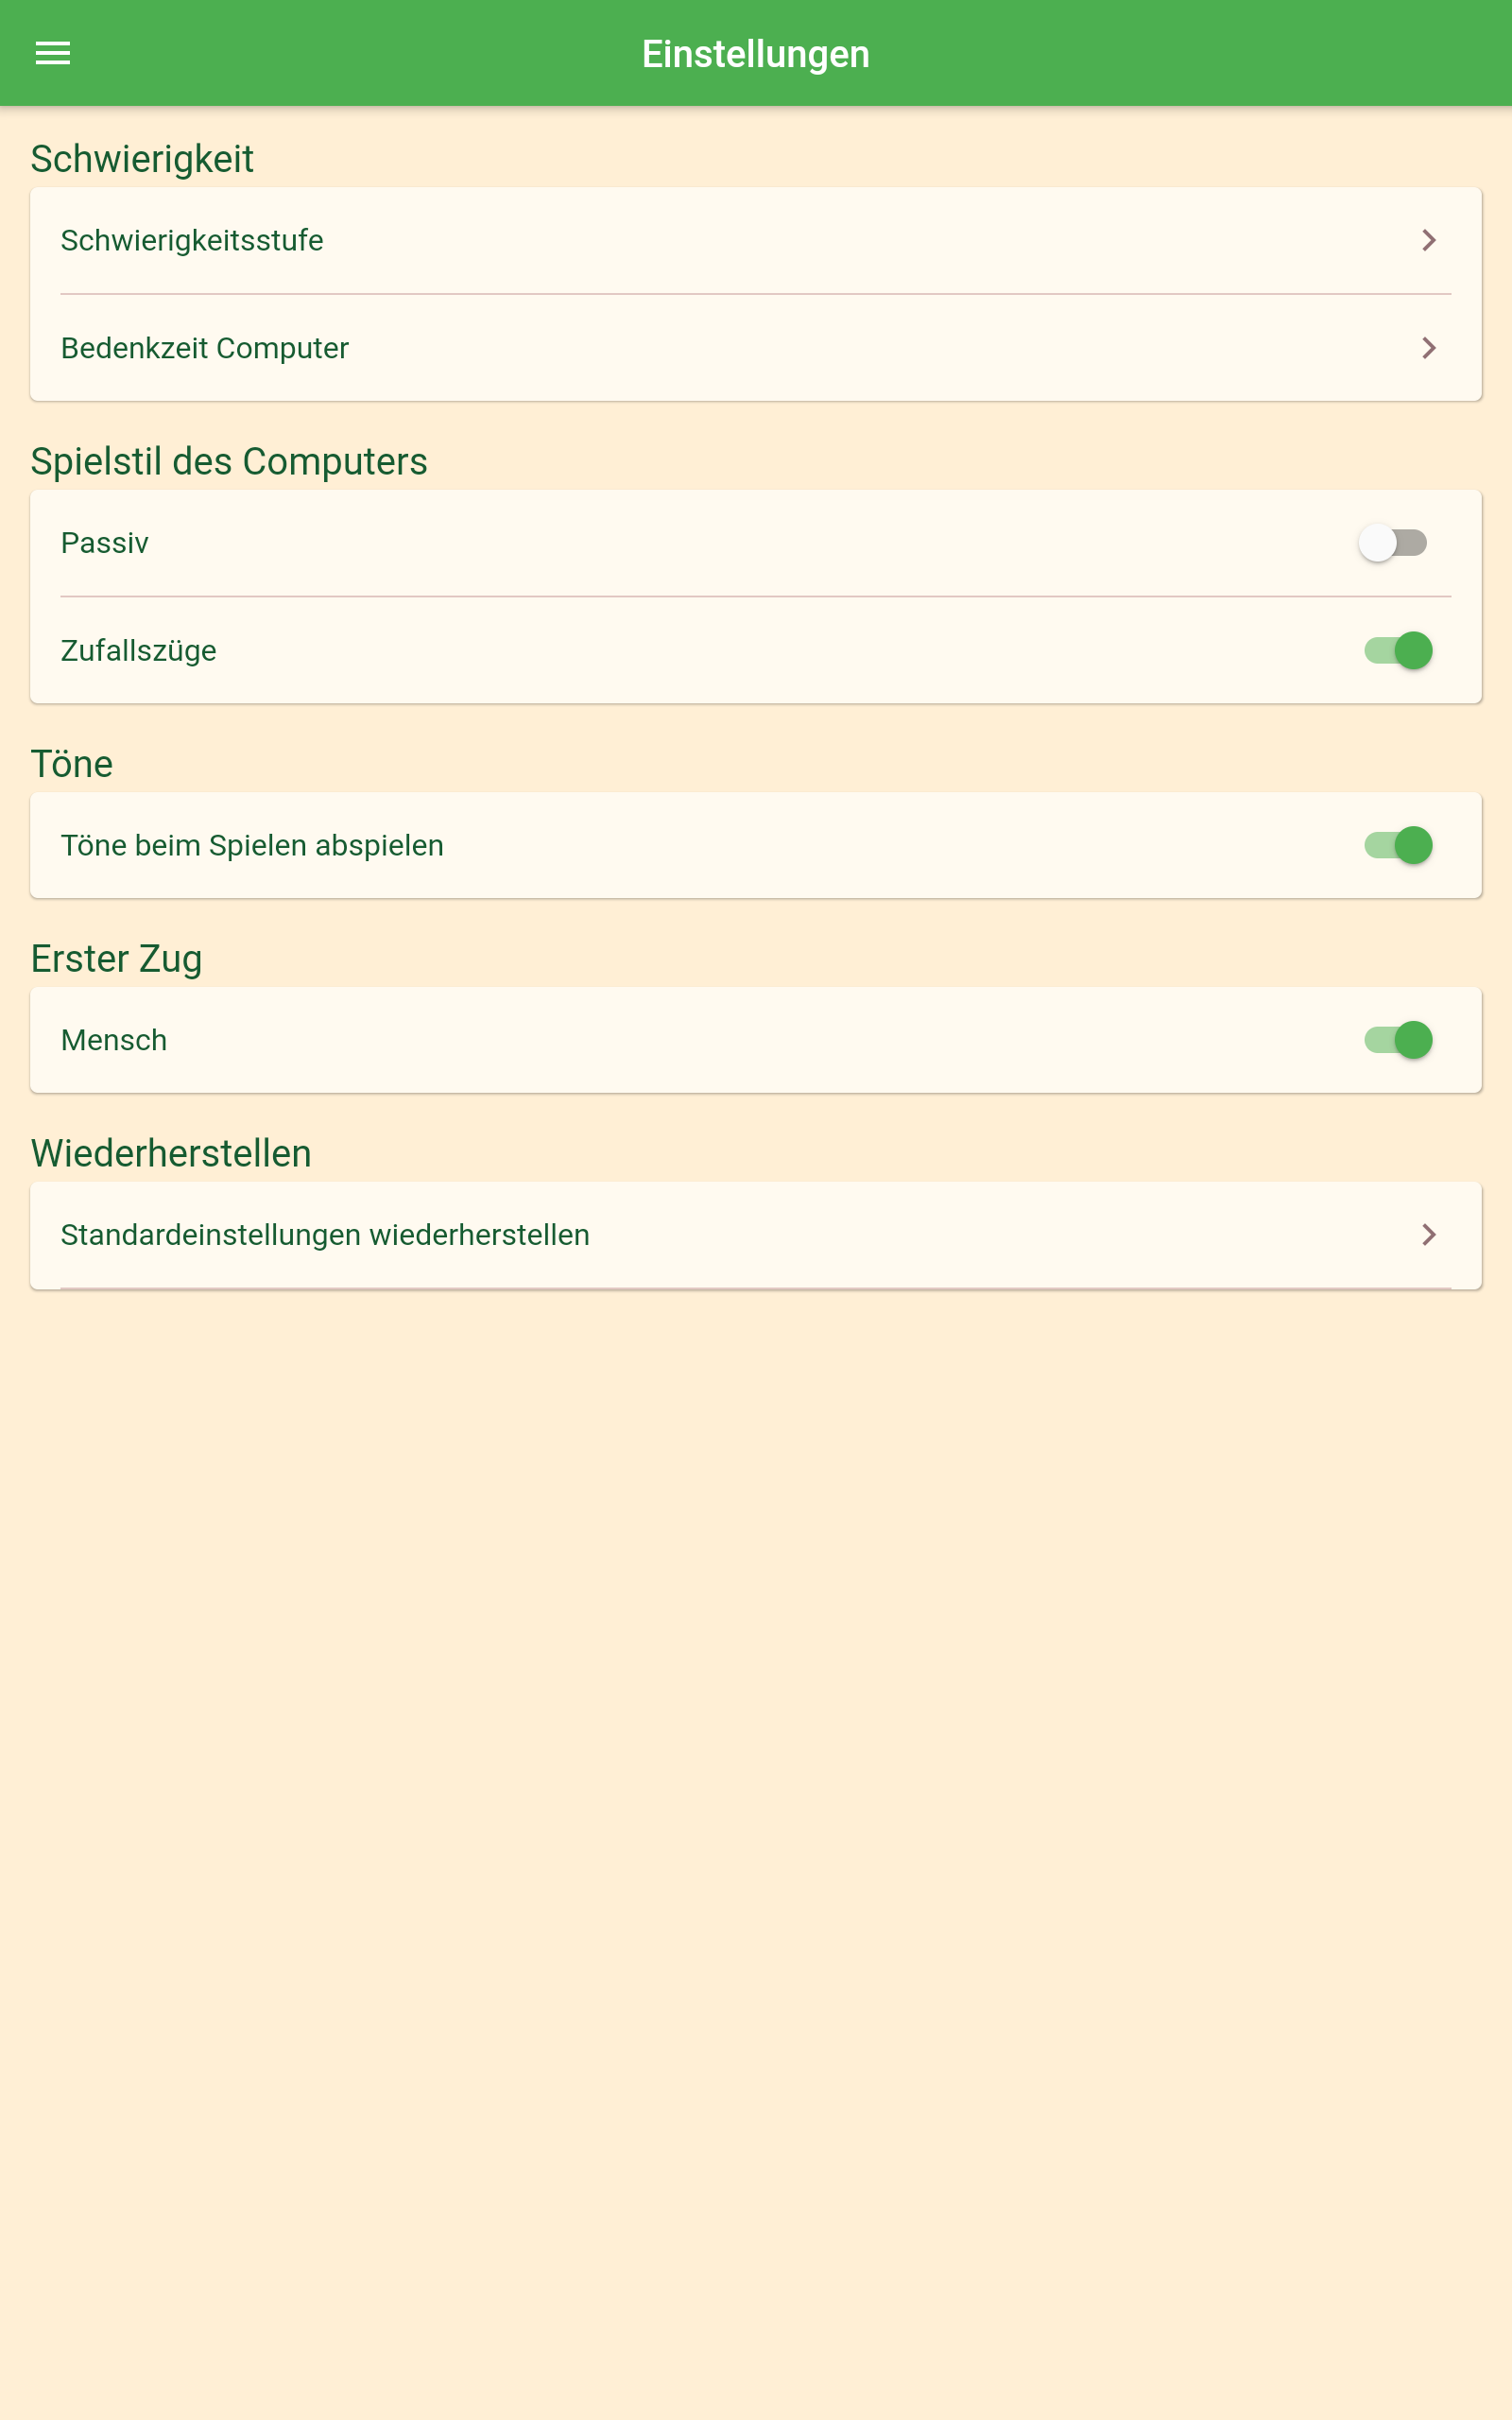 Einstellungen
Schwierigkeit
Schwierigkeitsstufe
Bedenkzeit Computer
Spielstil des Computers
Passiv
Zufallszüge
Töne
Töne beim Spielen abspielen
Erster Zug
Mensch
Wiederherstellen
Standardeinstellungen wiederherstellen